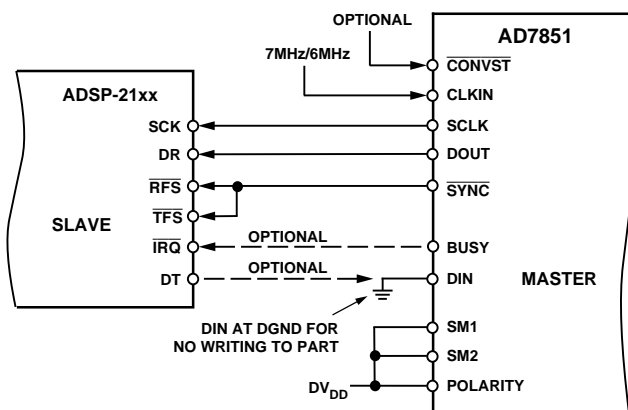 OPTIONAL
AD7851
7MHz/6MHz
CONVST
ADSP-21xx
CLKIN
SCK
SCLK
DR
DOUT
RFS
SYNC
TFS
SLAVE
OPTIONAL
IRQ
BUSY
OPTIONAL
DT
DIN
MASTER
DIN AT DGND FOR
NO WRITING TO PART
SM1
SM2
DVDD
POLARITY